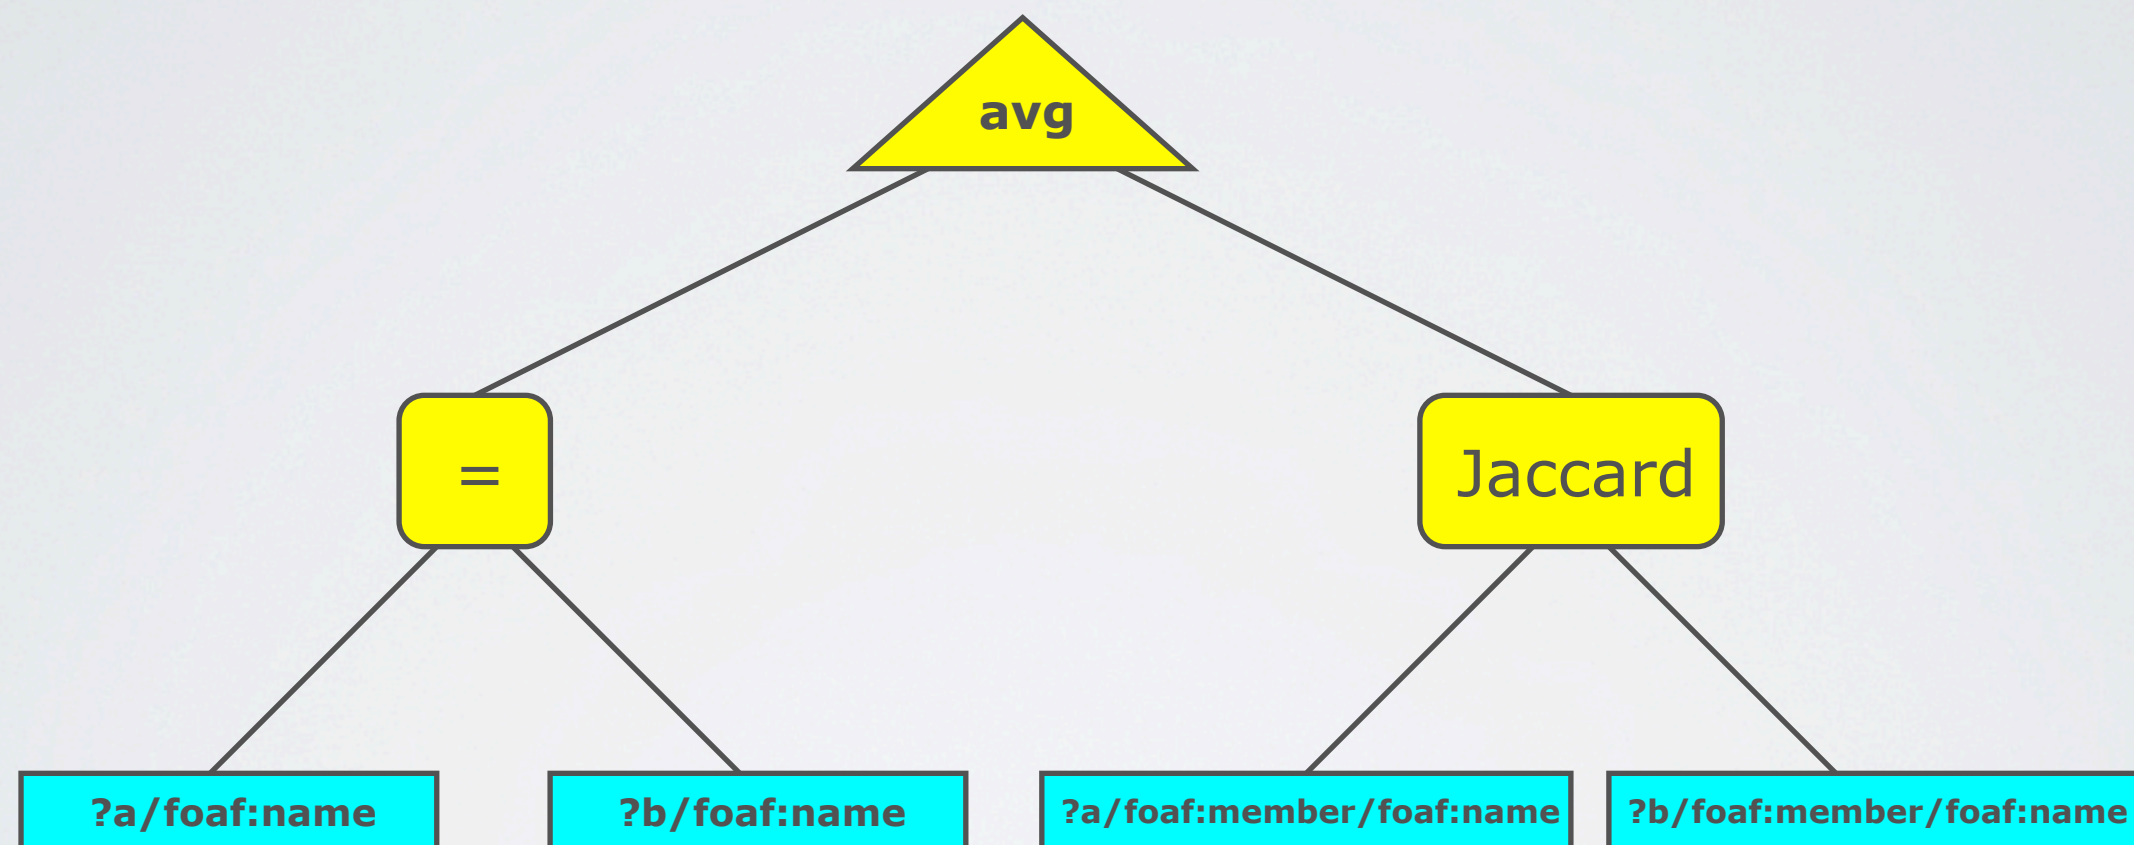 avg
=
Jaccard
?a/foaf:name
?b/foaf:name
?a/foaf:member/foaf:name
?b/foaf:member/foaf:name